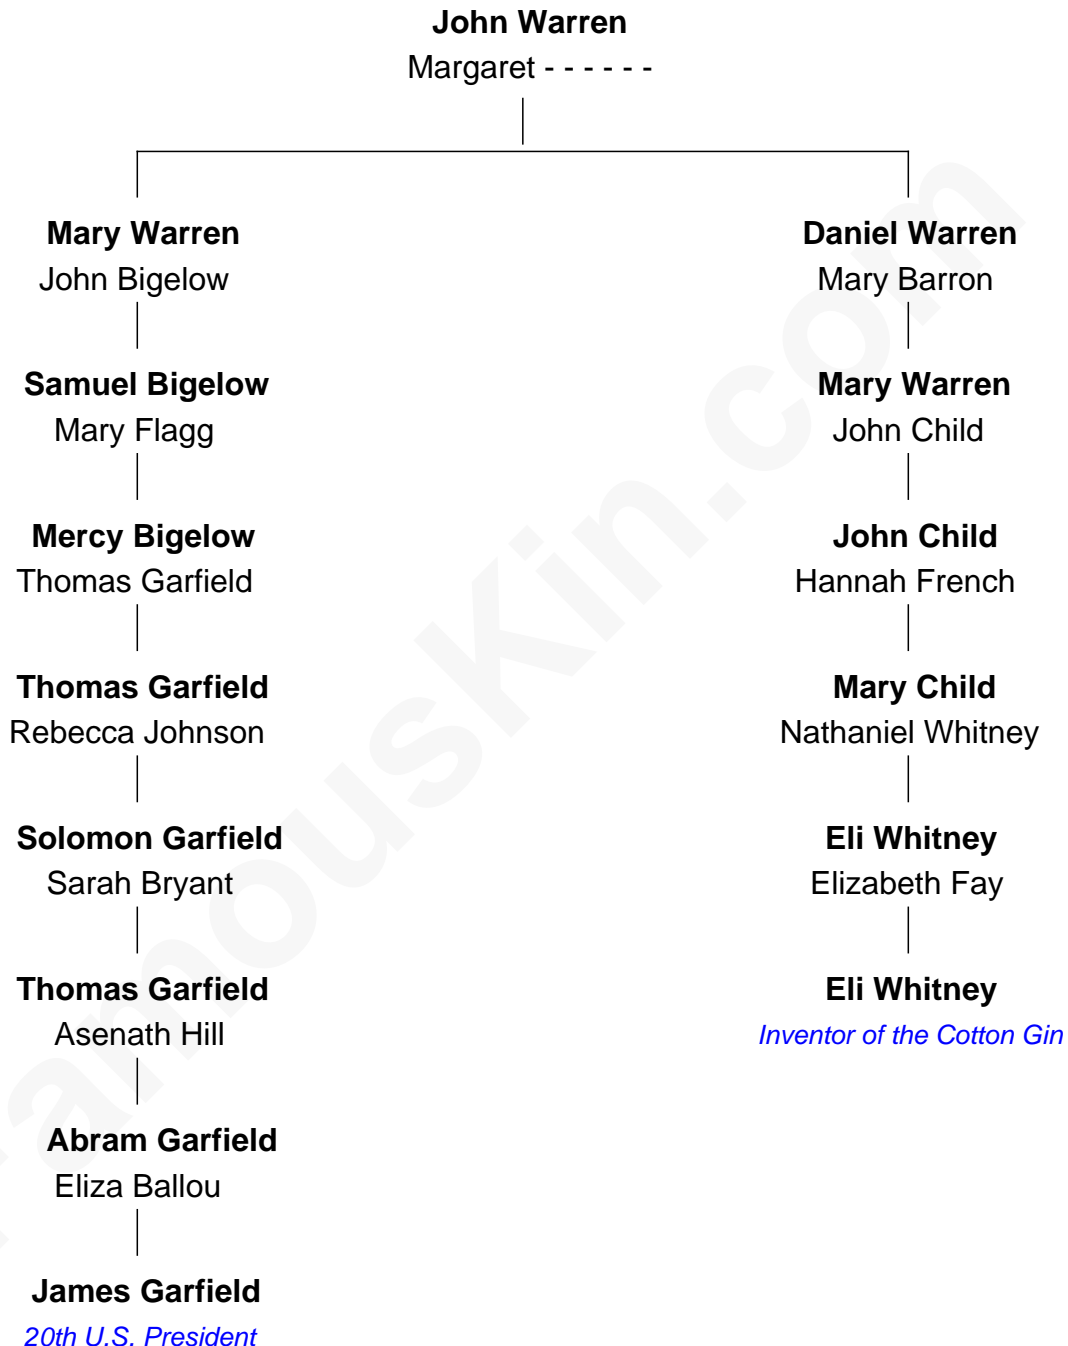 John Warren
Margaret - - - - - -
Mary Warren
John Bigelow
Daniel Warren
Mary Barron
Samuel Bigelow
Mary Flagg
Mary Warren
John Child
Mercy Bigelow
Thomas Garfield
John Child
Hannah French
Thomas Garfield
Rebecca Johnson
Mary Child
Nathaniel Whitney
Solomon Garfield
Sarah Bryant
Eli Whitney
Elizabeth Fay
Thomas Garfield
Asenath Hill
Eli Whitney
Inventor of the Cotton Gin
Abram Garfield
Eliza Ballou
James Garfield
20th U.S. President
FamousKin.com